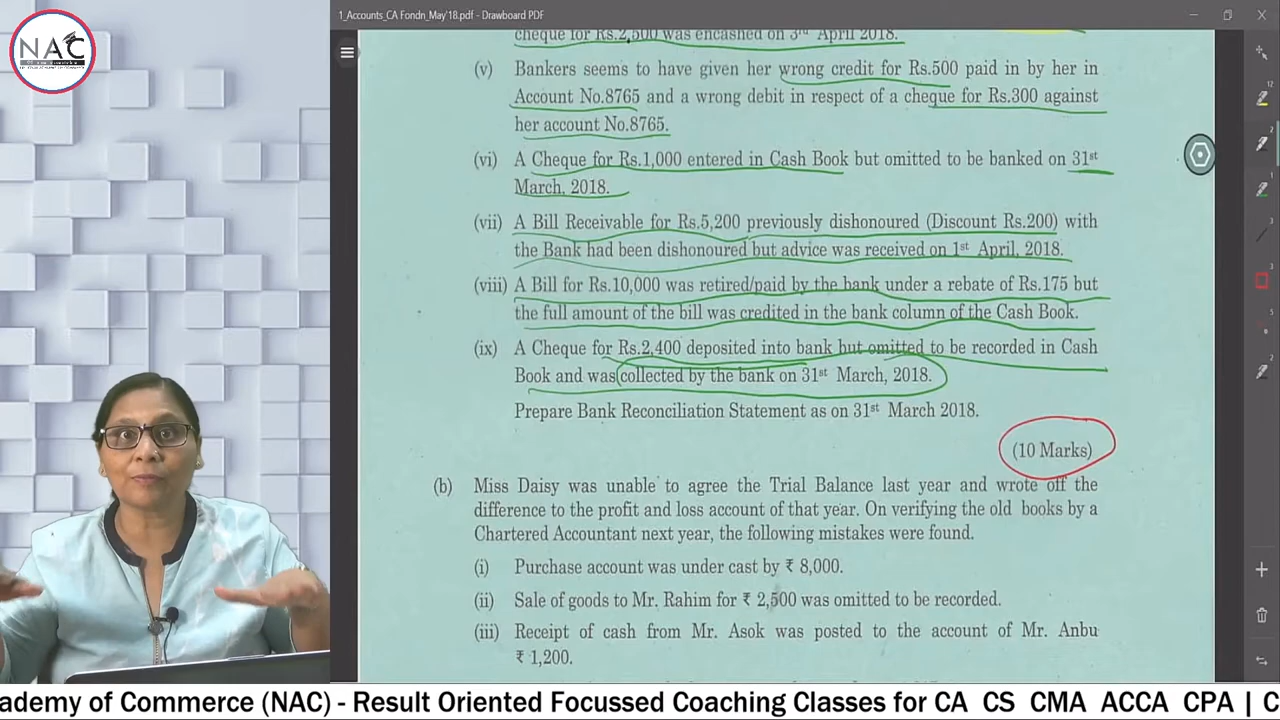 NAC
1_Accounts_CA Fondn_May'18.pdf - Drawboard PDF
cheque for Rs.2,500 was encashed on 3rd April 2018.
(v) Bankers seems to have given her wrong credit for Rs.500 paid in by her in
Account No.8765 and a wrong debit in respect of a cheque for Rs.300 against
her account No.8765.
(vi) A Cheque for Rs.1,000 entered in Cash Book but omitted to be banked on 31st
March, 2018.
(vii) A Bill Receivable for Rs.5,200 previously dishonoured (Discount Rs.200) with
the Bank had been dishonoured but advice was received on 1st April, 2018.
(viii) A Bill for Rs.10,000 was retired/paid by the bank under a rebate of Rs.175 but
the full amount of the bill was credited in the bank column of the Cash Book.
(ix) A Cheque for Rs.2,400 deposited into bank but omitted to be recorded in Cash
Book and was collected by the bank on 31st March, 2018.
Prepare Bank Reconciliation Statement as on 31st March 2018.
(10 Marks)
(b) Miss Daisy was unable to agree the Trial Balance last year and wrote off the
difference to the profit and loss account of that year. On verifying the old books by a
Chartered Accountant next year, the following mistakes were found.
(i) Purchase account was under cast by ₹ 8,000.
(ii) Sale of goods to Mr. Rahim for ₹ 2,500 was omitted to be recorded.
(iii) Receipt of cash from Mr. Asok was posted to the account of Mr. Anbu
₹ 1,200.
ademy of Commerce (NAC) - Result Oriented Focussed Coaching Classes for CA CS CMA ACCA CPA | C